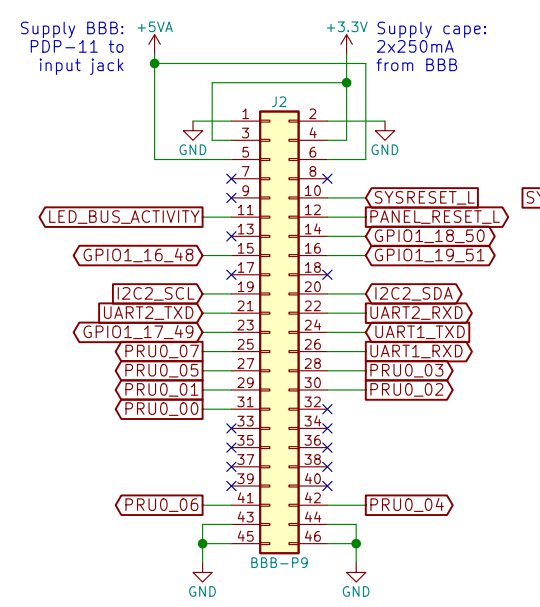 Supply BBB: +5VA +3.3V Supply cape:
PDP-11 to 2x250mA
input jack from BBB
J2
1 2
GND GND
3 4
5 6
7 8
9 10 SYSRESET_L SY
LED_BUS_ACTIVITY 11 12 PANEL_RESET_L
13 14 GPIO1_18_50
GPIO1_16_48 15 16 GPIO1_19_51
17 18
I2C2_SCL 19 20 I2C2_SDA
UART2_TXD 21 22 UART2_RXD
GPIO1_17_49 23 24 UART1_TXD
PRU0_07 25 26 UART1_RXD
PRU0_05 27 28 PRU0_03
PRU0_01 29 30 PRU0_02
PRU0_00 31 32
33 34
35 36
37 38
39 40
PRU0_06 41 42 PRU0_04
43 44
45 46
BBB-P9
GND GND